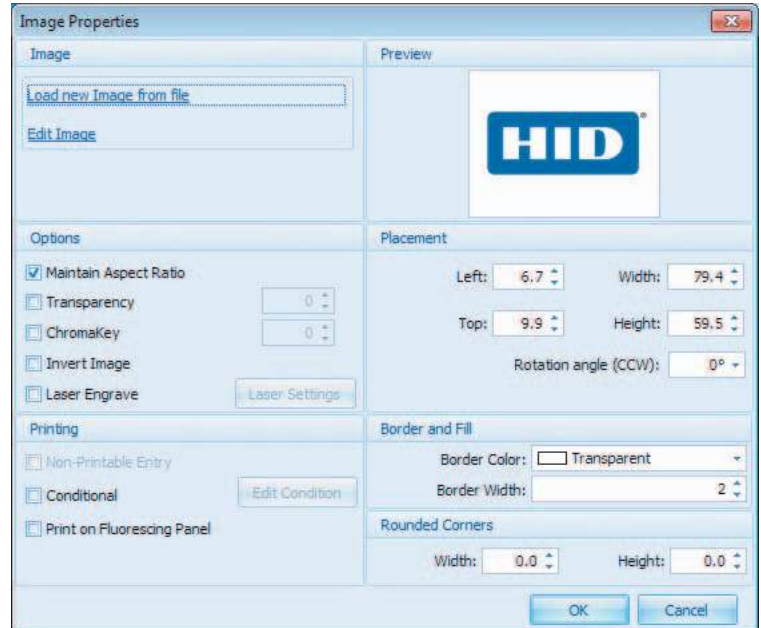 Image Properties
Image
Load new Image from file
Edit Image
Preview
HID®
Options
Maintain Aspect Ratio
Transparency 0
ChromaKey 0
Invert Image
Laser Engrave Laser Settings
Placement
Left: 6.7 Width: 79.4
Top: 9.9 Height: 59.5
Rotation angle (CCW): 0°
Printing
Non-Printable Entry
Conditional Edit Condition
Print on Fluorescing Panel
Border and Fill
Border Color: Transparent
Border Width: 2
Rounded Corners
Width: 0.0 Height: 0.0
OK Cancel